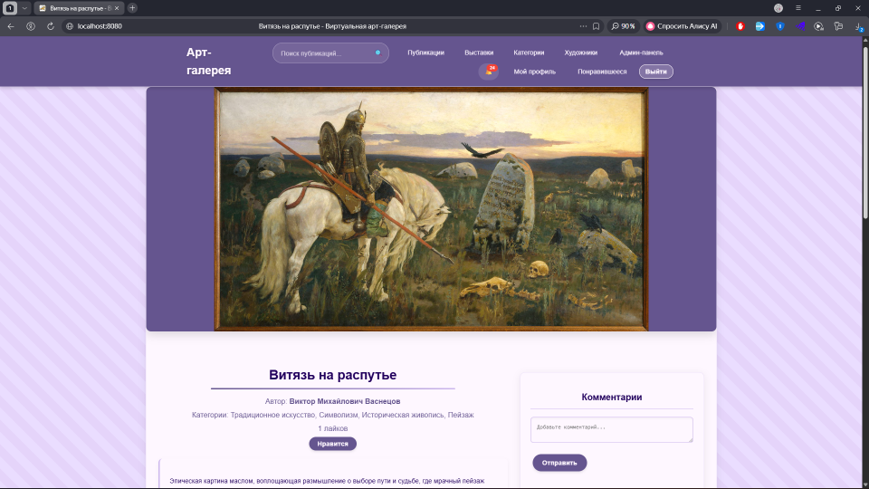 Витязь на распутье - В
localhost:8080
Витязь на распутье - Виртуальная арт-галерея
90%
Спросить Алису AI
Арт-
галерея
Поиск публикаций...
Публикации
Выставки
Категории
Художники
Админ-панель
Мой профиль
Понравившееся
Выйти
Витязь на распутье
Автор: Виктор Михайлович Васнецов
Категории: Традиционное искусство, Символизм, Историческая живопись, Пейзаж
1 лайков
Нравится
Эпическая картина маслом, воплощающая размышление о выборе пути и судьбе, где мрачный пейзаж
Комментарии
Добавьте комментарий...
Отправить